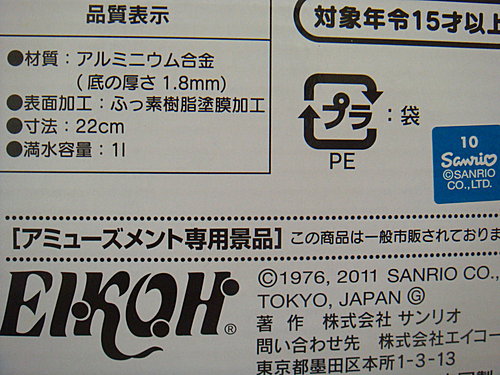 品質表示
●材質：アルミニウム合金
(底の厚さ1.8mm)
●表面加工：ふっ素樹脂塗膜加工
●寸法：22cm
●満水容量：1l
対象年令15才以上
プラ：袋
PE
10
Sanrio
©SANRIO
CO.,LTD.
[アミューズメント専用景品] この商品は一般市販されておりま
EIKOH®
©1976, 2011 SANRIO CO.,
TOKYO, JAPAN Ⓖ
著作 株式会社 サンリオ
問い合わせ先 株式会社エイコー
東京都墨田区本所1-3-13